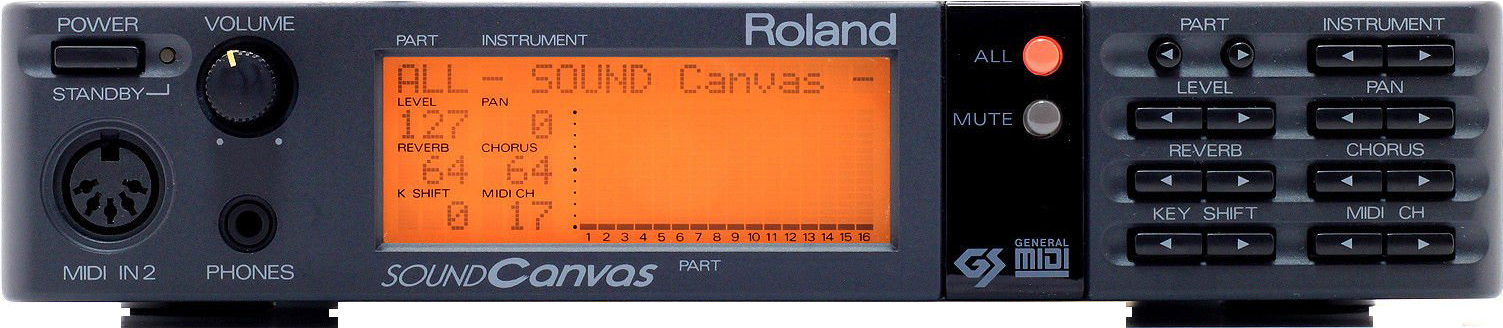 POWER
VOLUME
STANDBY
MIDI IN 2
PHONES
PART INSTRUMENT
Roland
ALL - SOUND Canvas -
LEVEL PAN
127 0
REVERB CHORUS
64 64
K SHIFT MIDI CH
0 17
1 2 3 4 5 6 7 8 9 10 11 12 13 14 15 16
SOUND Canvas
PART
ALL
MUTE
GS
GENERAL
MIDI
PART INSTRUMENT
LEVEL PAN
REVERB CHORUS
KEY SHIFT MIDI CH